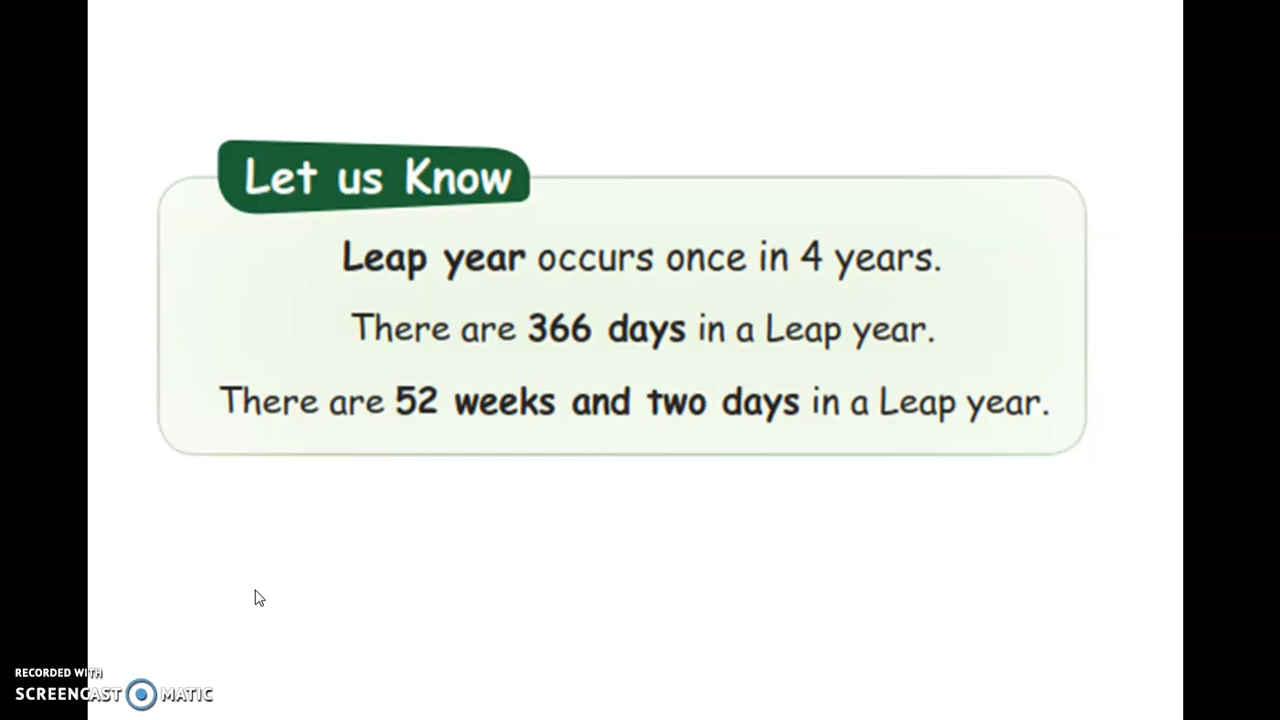 Let us Know
Leap year occurs once in 4 years.
There are 366 days in a Leap year.
There are 52 weeks and two days in a Leap year.
RECORDED WITH
SCREENCAST MATIC